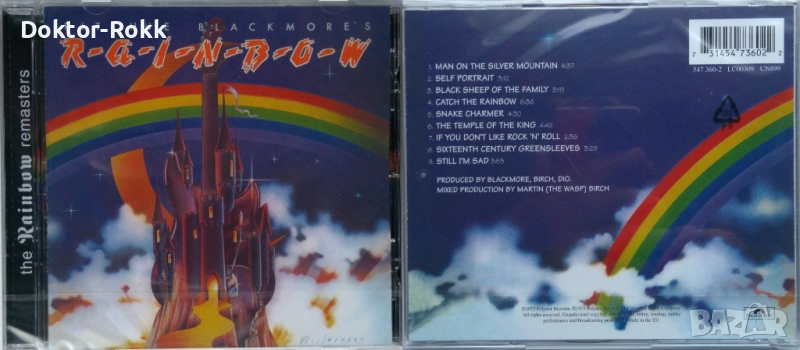 Doktor-Rokk
BLACKMORE'S
R-A-I-N-B-O-W
the Rainbow remasters
7 31454 73602 2
547 360-2 LC00309 UN899
1. MAN ON THE SILVER MOUNTAIN 4:37
2. SELF PORTRAIT 3:12
3. BLACK SHEEP OF THE FAMILY 3:19
4. CATCH THE RAINBOW 6:36
5. SNAKE CHARMER 4:30
6. THE TEMPLE OF THE KING 4:42
7. IF YOU DON'T LIKE ROCK 'N' ROLL 2:36
8. SIXTEENTH CENTURY GREENSLEEVES 3:29
9. STILL I'M SAD 3:53
PRODUCED BY BLACKMORE, BIRCH, DIO.
MIXED PRODUCTION BY MARTIN (THE WASP) BIRCH
BAZAR